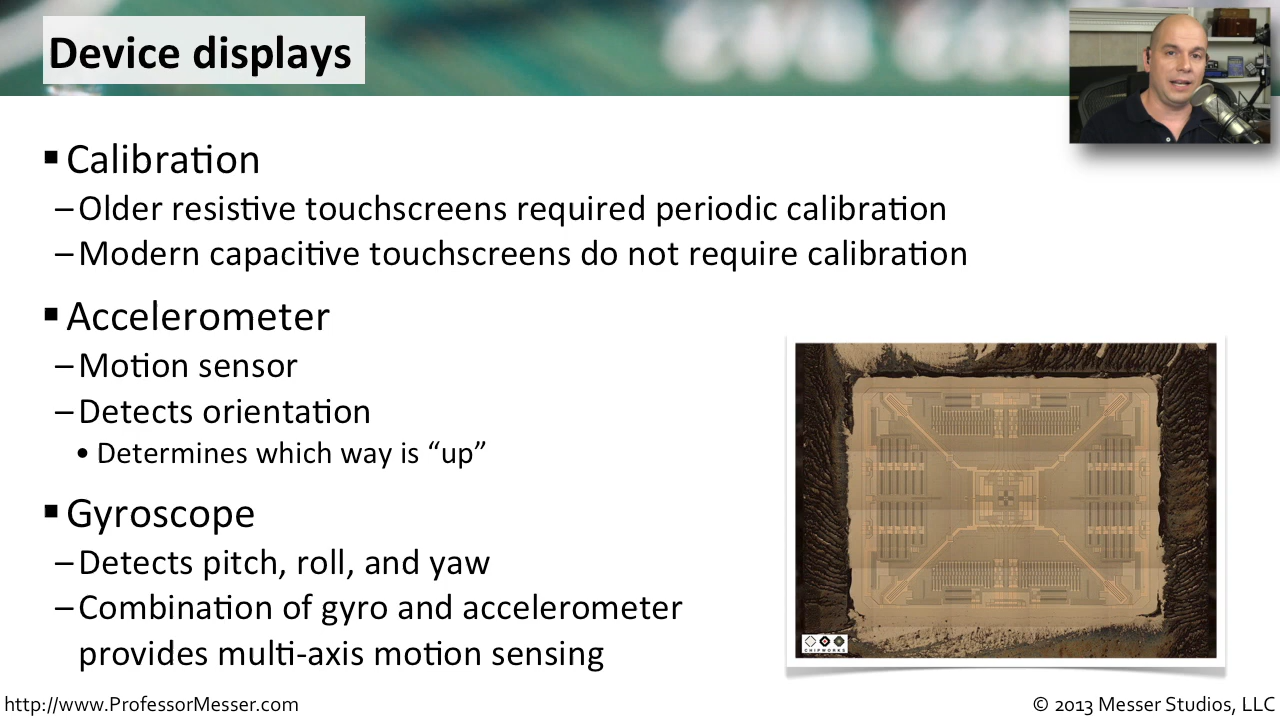 Device displays
▪ Calibration
– Older resistive touchscreens required periodic calibration
– Modern capacitive touchscreens do not require calibration
▪ Accelerometer
– Motion sensor
– Detects orientation
• Determines which way is “up”
▪ Gyroscope
– Detects pitch, roll, and yaw
– Combination of gyro and accelerometer
provides multi-axis motion sensing
CHIPWORKS
http://www.ProfessorMesser.com
© 2013 Messer Studios, LLC